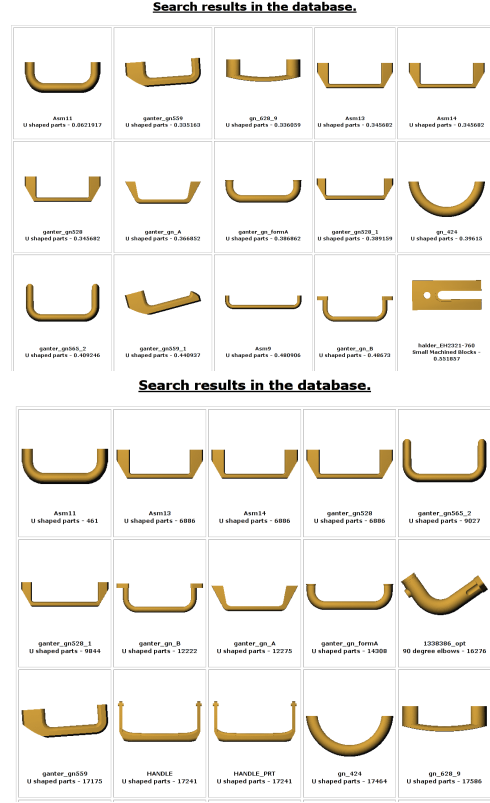 Search results in the database.
Asm11
U shaped parts - 0.0621917
ganter_gn559
U shaped parts - 0.335163
gn_628_9
U shaped parts - 0.336059
Asm13
U shaped parts - 0.345682
Asm14
U shaped parts - 0.345682
ganter_gn528
U shaped parts - 0.345682
ganter_gn_A
U shaped parts - 0.366852
ganter_gn_formA
U shaped parts - 0.386862
ganter_gn528_1
U shaped parts - 0.389159
gn_424
U shaped parts - 0.39613
ganter_gn565_2
U shaped parts - 0.409246
ganter_gn559_1
U shaped parts - 0.440937
Asm9
U shaped parts - 0.480906
ganter_gn_B
U shaped parts - 0.48673
halder_EH2321-760
Small Machined Blocks -
0.551857
Search results in the database.
Asm11
U shaped parts - 461
Asm13
U shaped parts - 6886
Asm14
U shaped parts - 6886
ganter_gn528
U shaped parts - 6886
ganter_gn565_2
U shaped parts - 9027
ganter_gn528_1
U shaped parts - 9844
ganter_gn_B
U shaped parts - 12222
ganter_gn_A
U shaped parts - 12275
ganter_gn_formA
U shaped parts - 14308
1338386_opt
90 degree elbows - 16276
ganter_gn559
U shaped parts - 17175
HANDLE
U shaped parts - 17241
HANDLE_PRT
U shaped parts - 17241
gn_424
U shaped parts - 17464
gn_628_9
U shaped parts - 17586